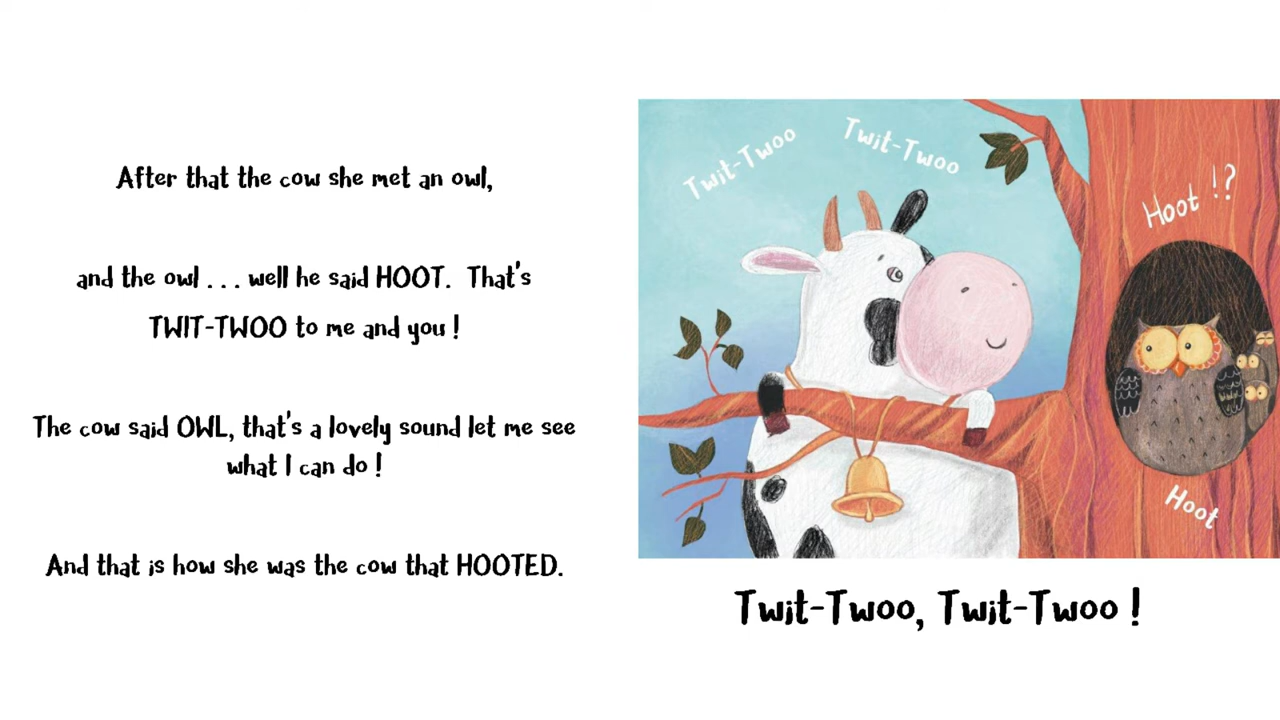 After that the cow she met an owl,
and the owl . . . well he said HOOT. That's
TWIT-TWOO to me and you !
The cow said OWL, that's a lovely sound let me see
what I can do !
And that is how she was the cow that HOOTED.
Twit-Twoo
Twit-Twoo
Hoot !?
Hoot
Twit-Twoo, Twit-Twoo !